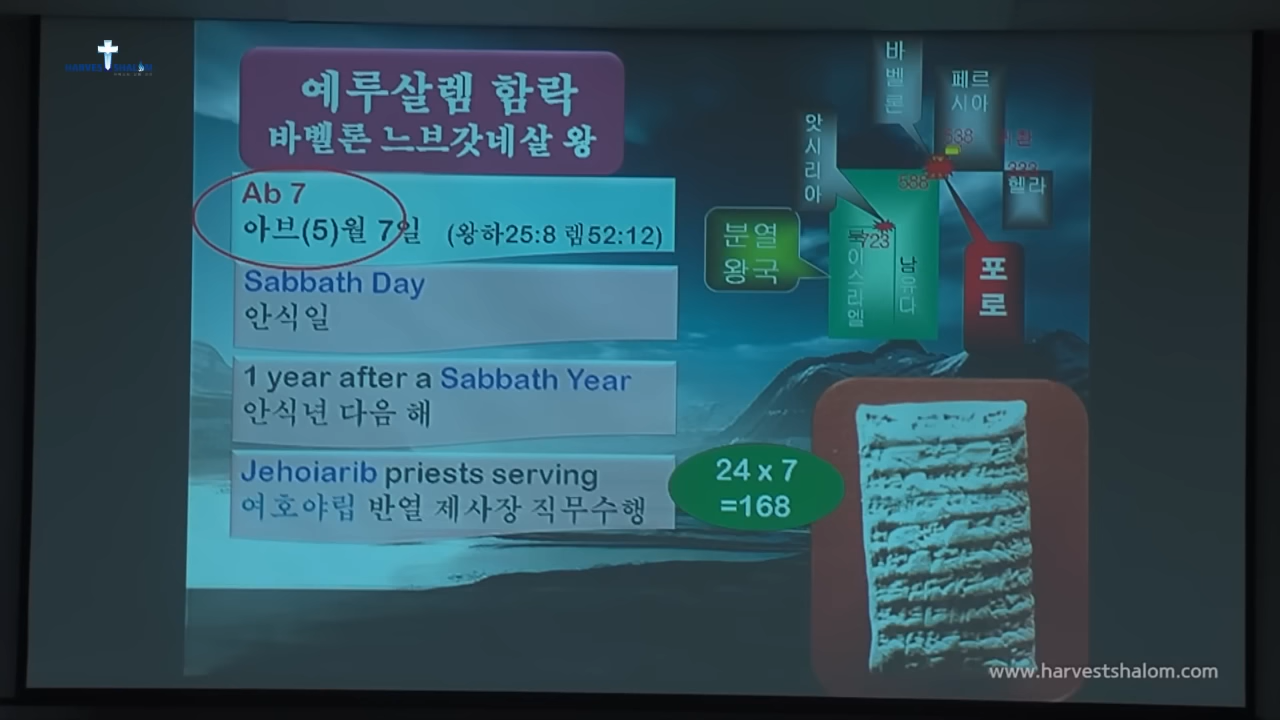 HARVEST SHALOM
예루살렘 함락
바벨론 느브갓네살 왕
Ab 7
아브(5)월 7일 (왕하25:8 렘52:12)
Sabbath Day
안식일
1 year after a Sabbath Year
안식년 다음 해
Jehoiarib priests serving
여호야립 반열 제사장 직무수행
24 x 7
=168
바벨론
페르
시아
앗시리아
538
586
헬라
723
분열
왕국
북이스라엘
남유다
포로
www.harvestshalom.com